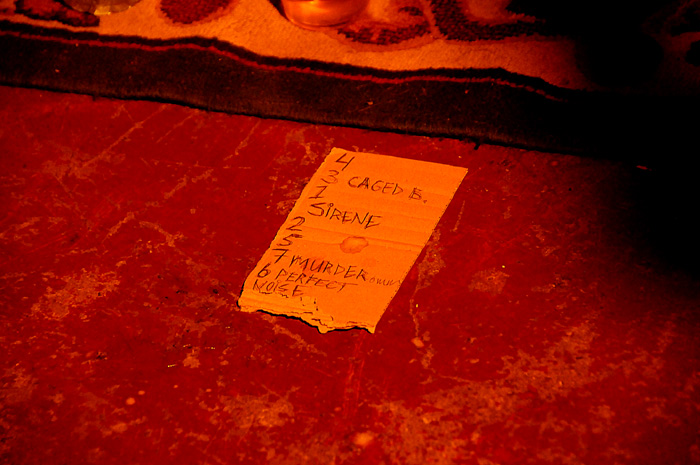 4
3 CAGED B.
1
SIRENE
2
5
7 MURDER
6 PERFECT
NOISE